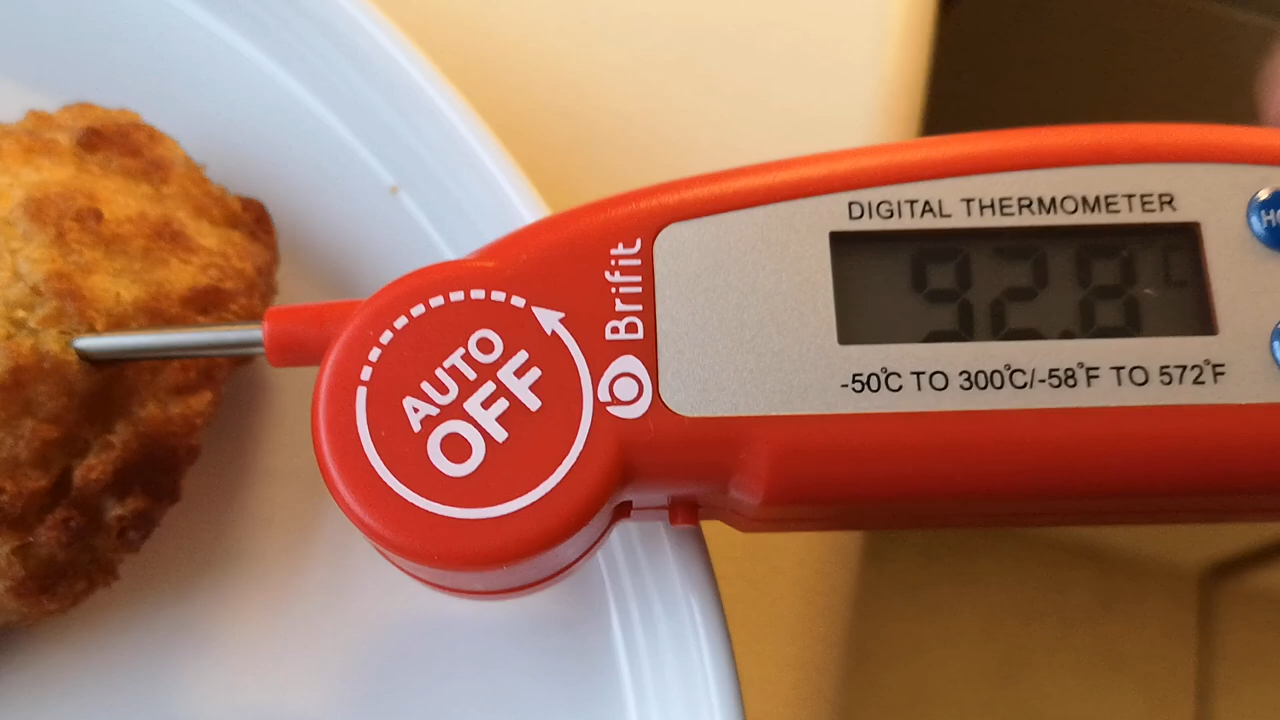 DIGITAL THERMOMETER
92.8 °C
-50℃ TO 300℃/-58℉ TO 572℉
Brifit
AUTO
OFF